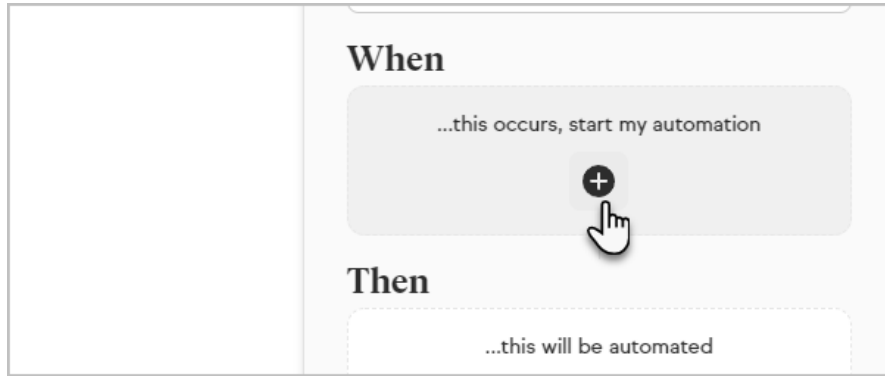 When
...this occurs, start my automation
Then
...this will be automated